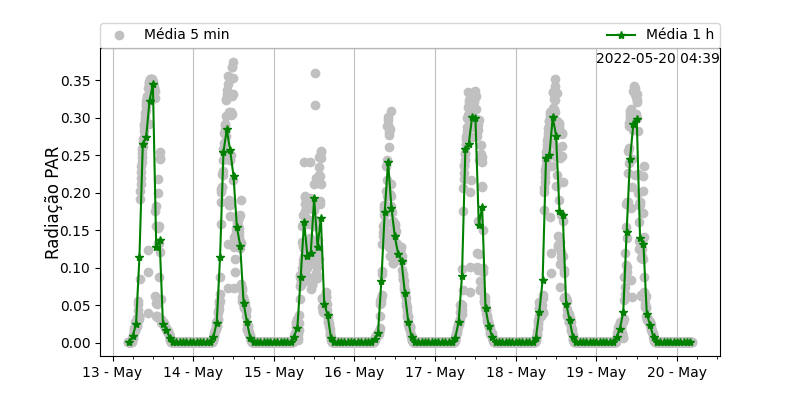 Média 5 min
Média 1 h
2022-05-20 04:39
Radiação PAR
0.35
0.30
0.25
0.20
0.15
0.10
0.05
0.00
13 - May
14 - May
15 - May
16 - May
17 - May
18 - May
19 - May
20 - May